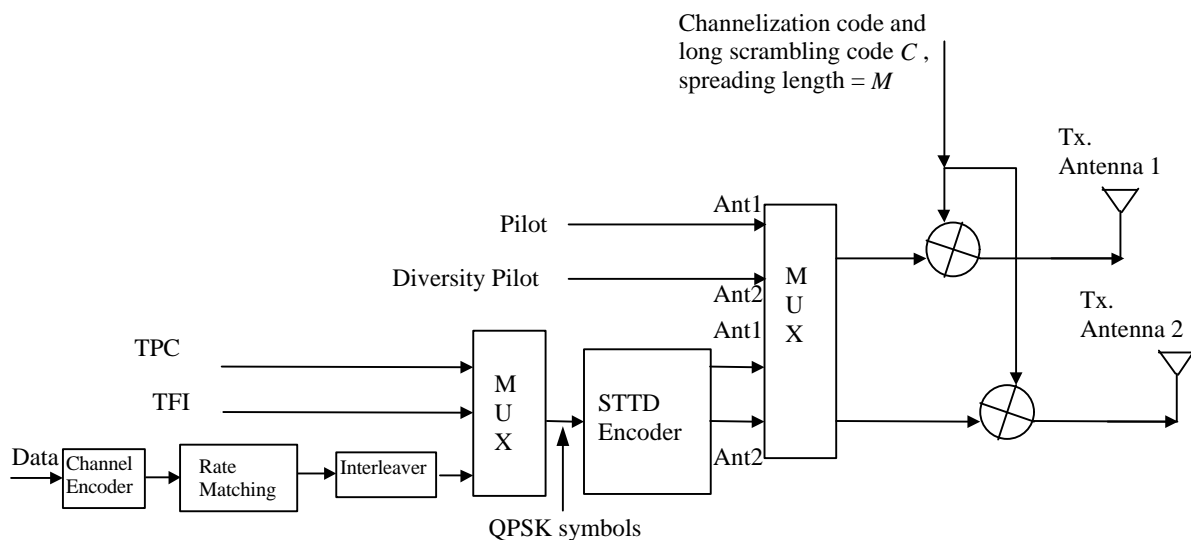 Channelization code and
long scrambling code C ,
spreading length = M
Tx.
Antenna 1
Pilot
Ant1
Diversity Pilot
Ant2
M
U
X
Tx.
Antenna 2
Ant1
TPC
TFI
M
U
X
STTD
Encoder
Ant2
Data
Channel
Encoder
Rate
Matching
Interleaver
QPSK symbols